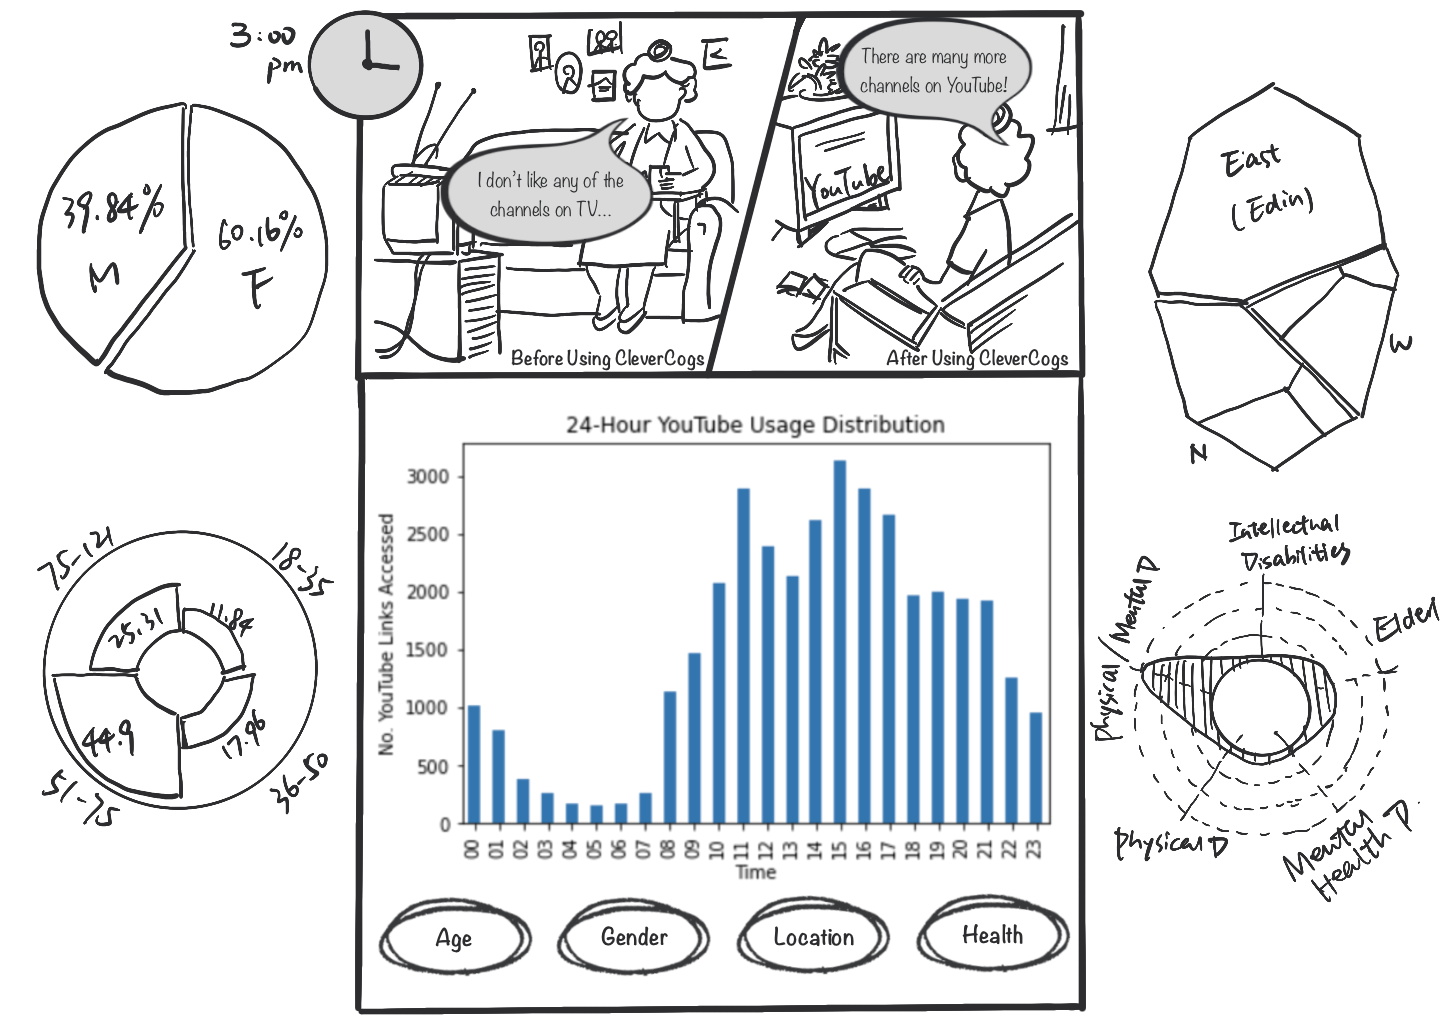 3:00
pm
I don't like any of the
channels on TV...
Before Using CleverCogs
There are many more
channels on YouTube!
YouTube
After Using CleverCogs
39.84%
M
60.16%
F
East
(Edin)
W
N
75-121
18-35
25.31
11.84
44.9
17.96
51-75
36-50
24-Hour YouTube Usage Distribution
No. YouTube Links Accessed
3000
2500
2000
1500
1000
500
0
00 01 02 03 04 05 06 07 08 09 10 11 12 13 14 15 16 17 18 19 20 21 22 23
Time
Age
Gender
Location
Health
Intellectual
Disabilities
Elderl
Physical / Mental D
Physical D
Mental
Health P.